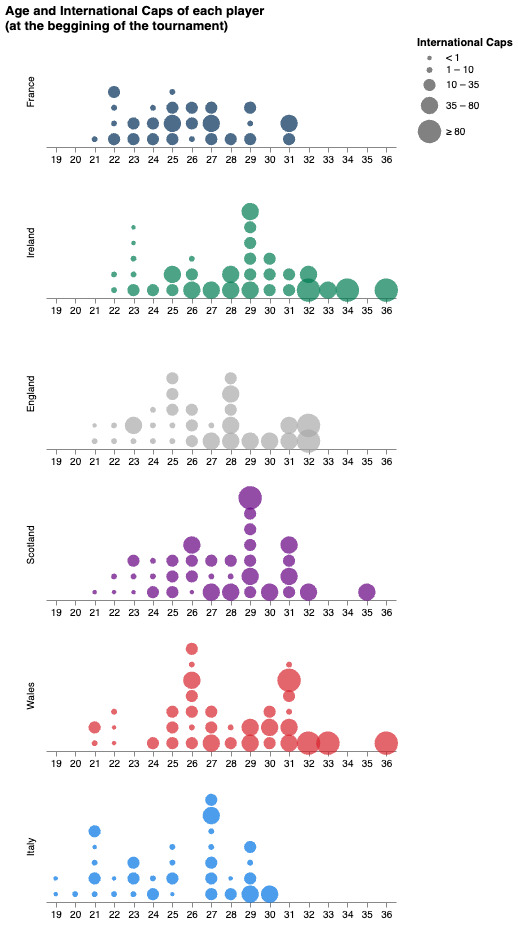 Age and International Caps of each player
(at the beggining of the tournament)
International Caps
< 1
1 – 10
10 – 35
35 – 80
≥ 80
France
19 20 21 22 23 24 25 26 27 28 29 30 31 32 33 34 35 36
Ireland
19 20 21 22 23 24 25 26 27 28 29 30 31 32 33 34 35 36
England
19 20 21 22 23 24 25 26 27 28 29 30 31 32 33 34 35 36
Scotland
19 20 21 22 23 24 25 26 27 28 29 30 31 32 33 34 35 36
Wales
19 20 21 22 23 24 25 26 27 28 29 30 31 32 33 34 35 36
Italy
19 20 21 22 23 24 25 26 27 28 29 30 31 32 33 34 35 36